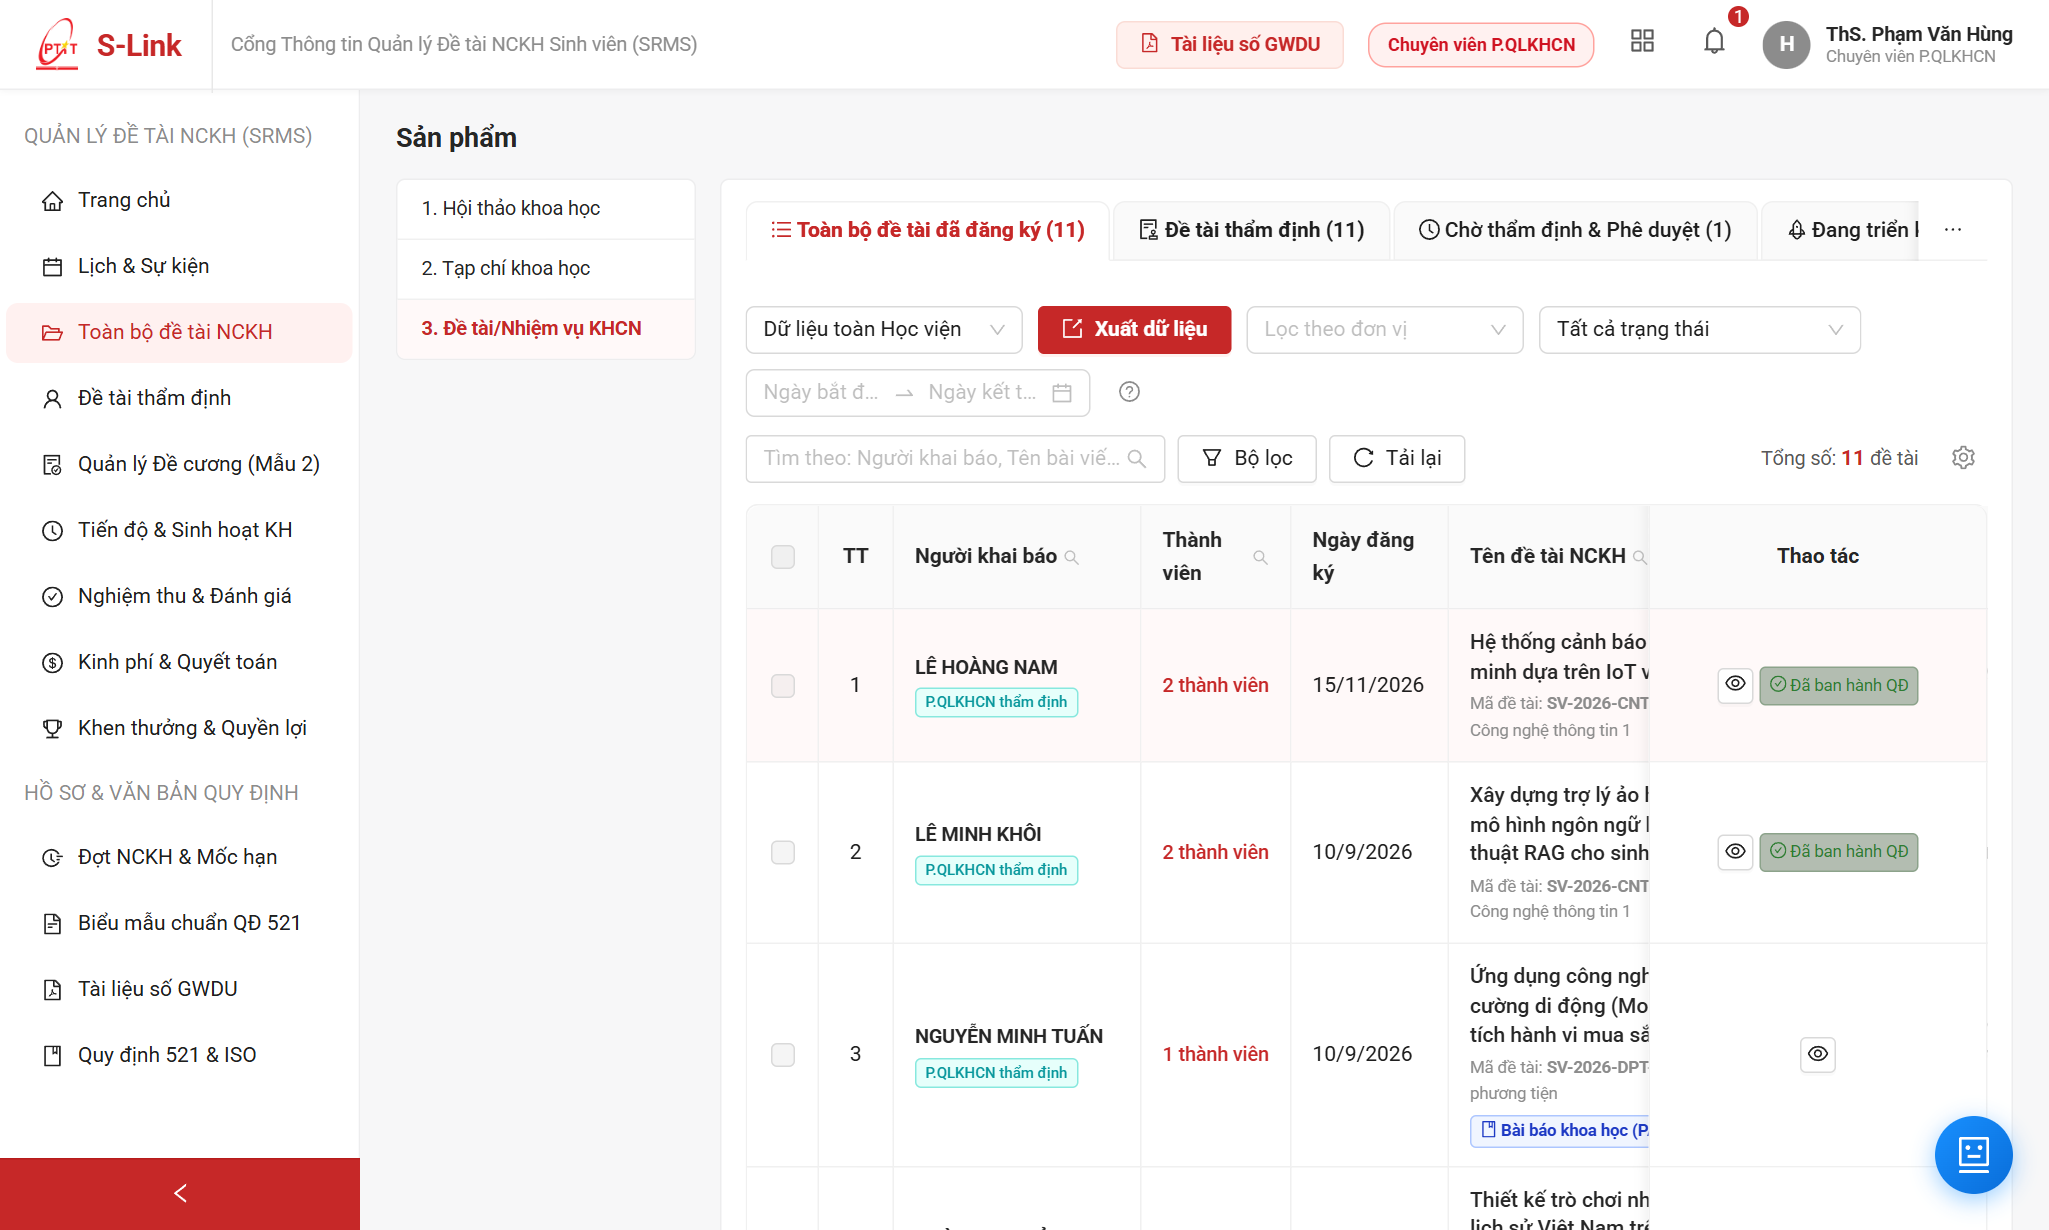 PTIT
S-Link
Cổng Thông tin Quản lý Đề tài NCKH Sinh viên (SRMS)
Tài liệu số GWDU
Chuyên viên P.QLKHCN
1
H
ThS. Phạm Văn Hùng
Chuyên viên P.QLKHCN
QUẢN LÝ ĐỀ TÀI NCKH (SRMS)
Trang chủ
Lịch & Sự kiện
Toàn bộ đề tài NCKH
Đề tài thẩm định
Quản lý Đề cương (Mẫu 2)
Tiến độ & Sinh hoạt KH
Nghiệm thu & Đánh giá
Kinh phí & Quyết toán
Khen thưởng & Quyền lợi
HỒ SƠ & VĂN BẢN QUY ĐỊNH
Đợt NCKH & Mốc hạn
Biểu mẫu chuẩn QĐ 521
Tài liệu số GWDU
Quy định 521 & ISO
Sản phẩm
1. Hội thảo khoa học
2. Tạp chí khoa học
3. Đề tài/Nhiệm vụ KHCN
Toàn bộ đề tài đã đăng ký (11)
Đề tài thẩm định (11)
Chờ thẩm định & Phê duyệt (1)
Đang triển
Dữ liệu toàn Học viện
Xuất dữ liệu
Lọc theo đơn vị
Tất cả trạng thái
Ngày bắt đ...
Ngày kết t...
Tìm theo: Người khai báo, Tên bài viế...
Bộ lọc
Tải lại
Tổng số: 11 đề tài
TT
Người khai báo
Thành viên
Ngày đăng ký
Tên đề tài NCKH
Thao tác
1
LÊ HOÀNG NAM
P.QLKHCN thẩm định
2 thành viên
15/11/2026
Hệ thống cảnh báo
minh dựa trên IoT v
Mã đề tài: SV-2026-CNT
Công nghệ thông tin 1
Đã ban hành QĐ
2
LÊ MINH KHÔI
P.QLKHCN thẩm định
2 thành viên
10/9/2026
Xây dựng trợ lý ảo
mô hình ngôn ngữ
thuật RAG cho sinh
Mã đề tài: SV-2026-CNT
Công nghệ thông tin 1
Đã ban hành QĐ
3
NGUYỄN MINH TUẤN
P.QLKHCN thẩm định
1 thành viên
10/9/2026
Ứng dụng công ngh
cường di động (Mo
tích hành vi mua sắ
Mã đề tài: SV-2026-DPT
phương tiện
Bài báo khoa học (P
Thiết kế trò chơi nh
lịch sử Việt Nam trê